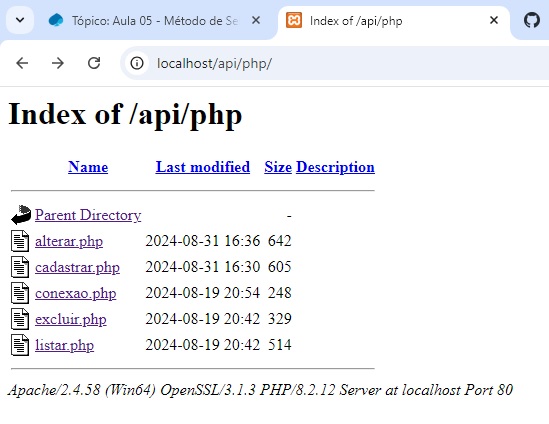 Tópico: Aula 05 - Método de Se
Index of /api/php
localhost/api/php/
Index of /api/php
Name Last modified Size Description
Parent Directory -
alterar.php 2024-08-31 16:36 642
cadastrar.php 2024-08-31 16:30 605
conexao.php 2024-08-19 20:54 248
excluir.php 2024-08-19 20:42 329
listar.php 2024-08-19 20:42 514
Apache/2.4.58 (Win64) OpenSSL/3.1.3 PHP/8.2.12 Server at localhost Port 80